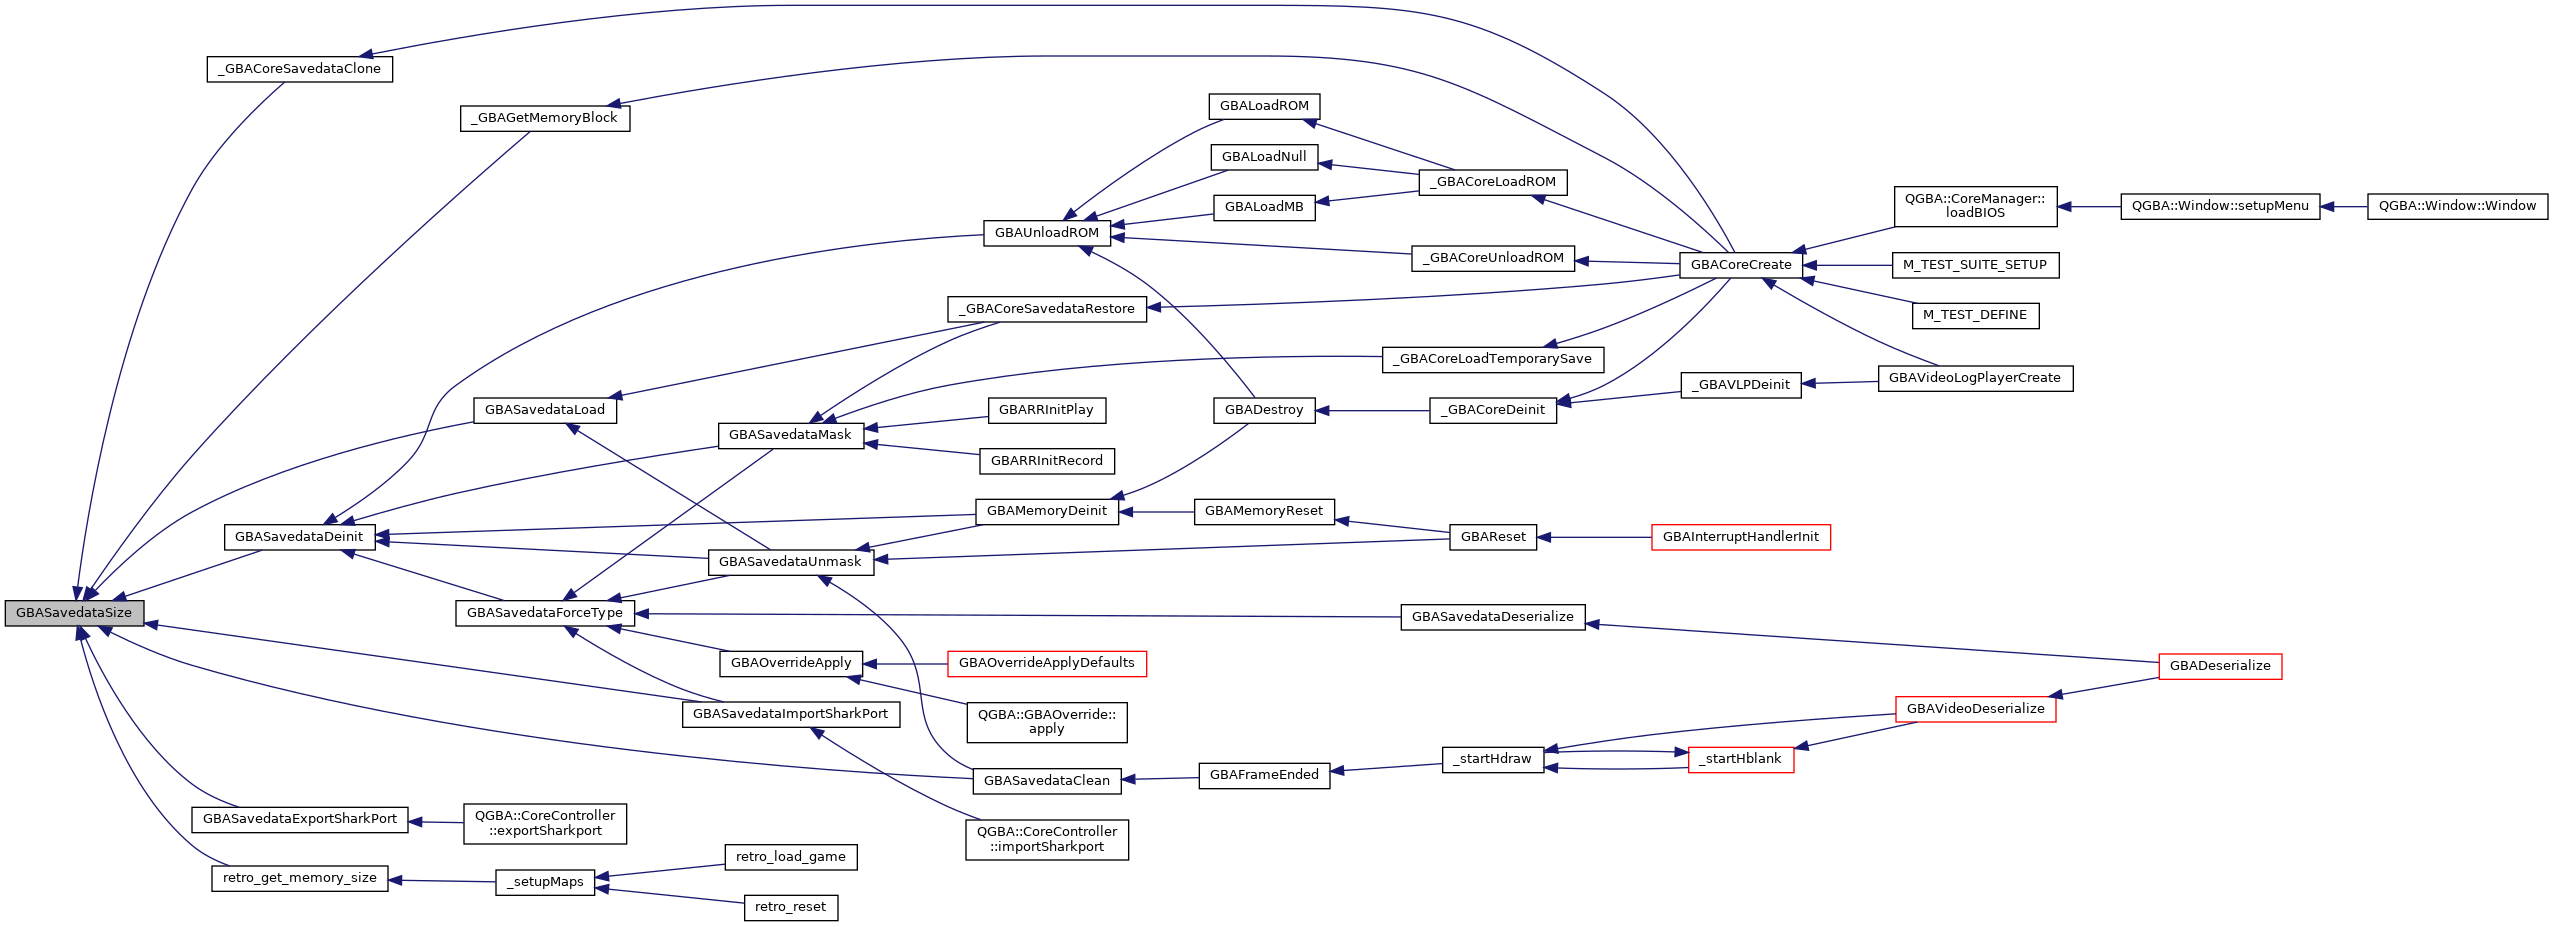 _GBACoreSavedataClone
_GBAGetMemoryBlock
GBALoadROM
GBALoadNull
_GBACoreLoadROM
GBALoadMB
QGBA::CoreManager::
loadBIOS
QGBA::Window::setupMenu
QGBA::Window::Window
GBAUnloadROM
_GBACoreUnloadROM
GBACoreCreate
M_TEST_SUITE_SETUP
_GBACoreSavedataRestore
M_TEST_DEFINE
_GBACoreLoadTemporarySave
_GBAVLPDeinit
GBAVideoLogPlayerCreate
GBASavedataLoad
GBARRInitPlay
GBADestroy
_GBACoreDeinit
GBASavedataMask
GBARRInitRecord
GBAMemoryDeinit
GBAMemoryReset
GBASavedataDeinit
GBAReset
GBAInterruptHandlerInit
GBASavedataUnmask
GBASavedataSize
GBASavedataForceType
GBASavedataDeserialize
GBAOverrideApply
GBAOverrideApplyDefaults
GBADeserialize
GBASavedataImportSharkPort
QGBA::GBAOverride::
apply
GBAVideoDeserialize
_startHdraw
_startHblank
GBASavedataClean
GBAFrameEnded
GBASavedataExportSharkPort
QGBA::CoreController
::exportSharkport
QGBA::CoreController
::importSharkport
retro_get_memory_size
_setupMaps
retro_load_game
retro_reset